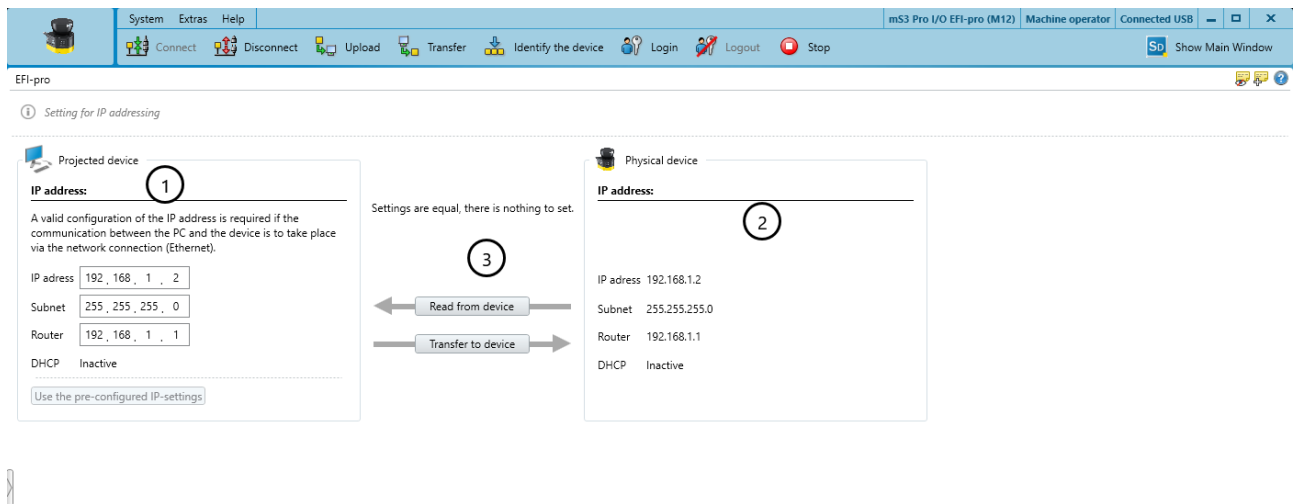 System Extras Help
mS3 Pro I/O EFI-pro (M12) Machine operator Connected USB
Connect Disconnect Upload Transfer Identify the device Login Logout Stop
SD Show Main Window
EFI-pro
Setting for IP addressing
Projected device
IP address:
1
A valid configuration of the IP address is required if the
communication between the PC and the device is to take place
via the network connection (Ethernet).
IP adress 192 . 168 . 1 . 2
Subnet 255 . 255 . 255 . 0
Router 192 . 168 . 1 . 1
DHCP Inactive
Use the pre-configured IP-settings
Settings are equal, there is nothing to set.
3
Read from device
Transfer to device
Physical device
IP address:
2
IP adress 192.168.1.2
Subnet 255.255.255.0
Router 192.168.1.1
DHCP Inactive